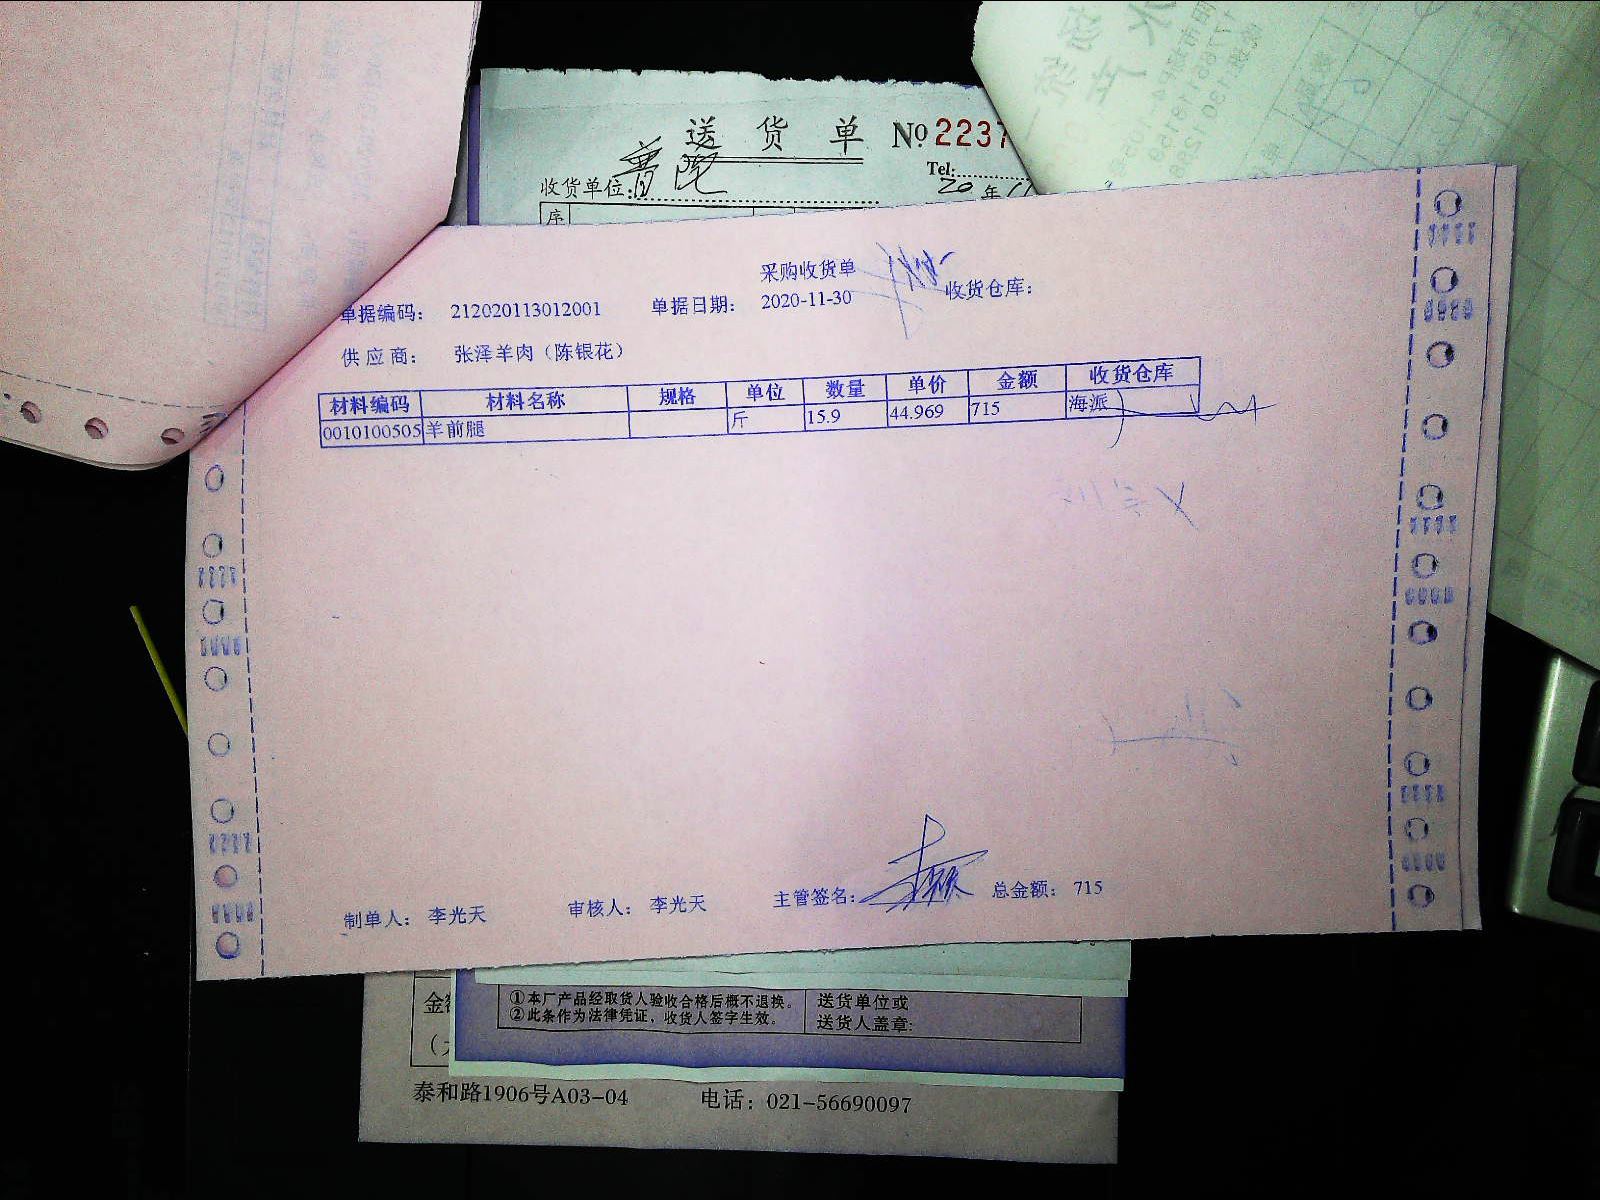 送 货 单 No 2237
Tel:
收货单位:
20 年 11
序
采购收货单
单据编码: 212020113012001 单据日期: 2020-11-30 收货仓库:
供应商: 张泽羊肉（陈银花）
材料编码 材料名称 规格 单位 数量 单价 金额 收货仓库
0010100505 羊前腿 斤 15.9 44.969 715 海派
制单人: 李光天 审核人: 李光天 主管签名: 总金额: 715
①本厂产品经取货人验收合格后概不退换。 送货单位或
②此条作为法律凭证，收货人签字生效。 送货人盖章:
泰和路1906号A03-04 电话: 021-56690097